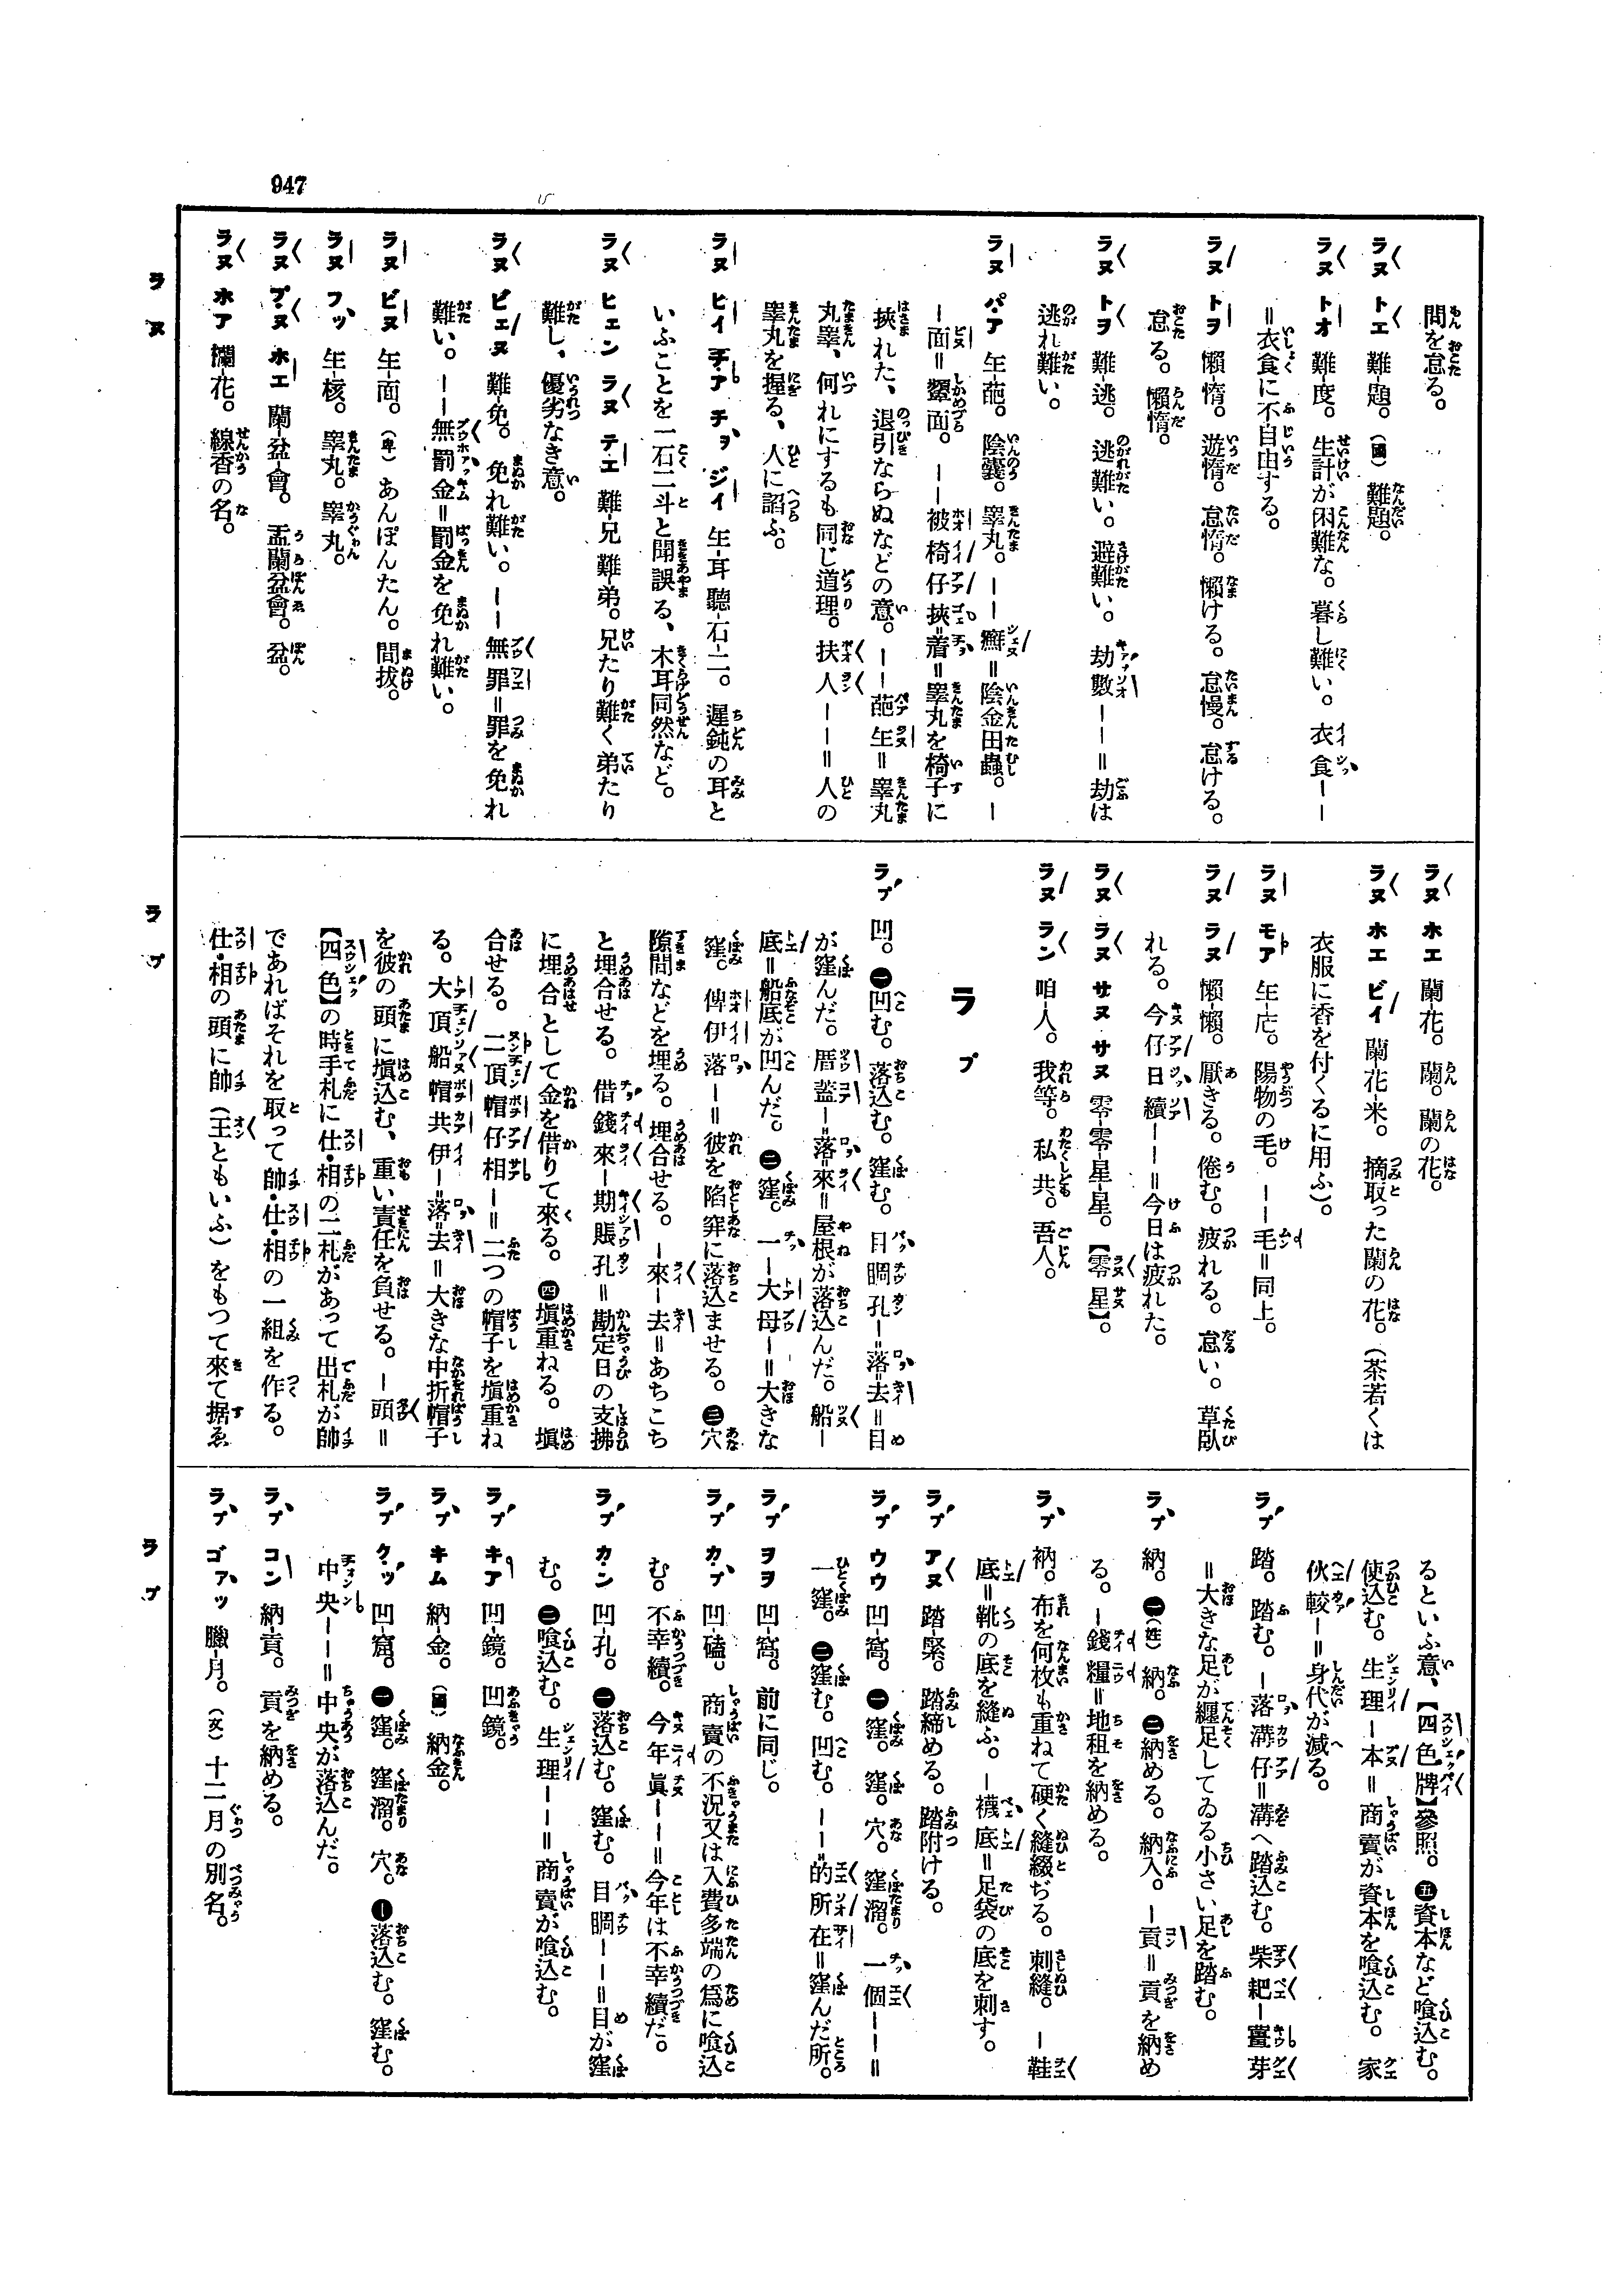 947
ラヌ
問を怠る。
ラヌ トエ 難-題。(國) 難題。
ラヌ トオ 難-度。生計が困難な。暮し難い。衣食ーー
＝衣食に不自由する。
ラヌ トヲ 懶-惰。遊惰。怠惰。懶ける。怠慢。怠ける。
怠る。懶惰。
ラヌ トヲ 難-逃。逃難い。避難い。劫數ーー＝劫は
逃れ難い。
ラヌ パア 生-葩。陰囊。睾丸。ーー癬＝陰金田蟲。ー
ー面＝顰面。ーー被椅仔挾=着＝睾丸を椅子に
挾れた、退引ならぬなどの意。ーー葩生＝睾丸
丸睾、何れにするも同じ道理。扶人ーー＝人の
睾丸を握る、人に諂ふ。
ラヌ ヒイ チア チヲ ジイ 生-耳 聽-石-二。遲鈍の耳と
いふことを一石二斗と聞誤る、木耳同然など。
ラヌ ヒェン ラヌ テエ 難-兄 難-弟。兄たり難く弟たり
難し、優劣なき意。
ラヌ ビェヌ 難-免。免れ難い。ーー無罪＝罪を免れ
難い。ーー無罰金＝罰金を免れ難い。
ラヌ ビヌ 生-面。(卑) あんぽんたん。間拔。
ラヌ フッ 生-核。睾丸。睾丸。
ラヌ プヌ ホエ 蘭-盆-會。盂蘭盆會。盆。
ラヌ ホア 欄-花。線香の名。
ラプ
ラヌ ホエ 蘭-花。蘭。蘭の花。
ラヌ ホエ ビイ 蘭-花-米。摘取った蘭の花。(茶若くは
衣服に香を付くるに用ふ)。
ラヌ モア 生-毛。陽物の毛。ーー毛＝同上。
ラヌ ラヌ 懶-懶。厭きる。倦む。疲れる。怠い。草臥
れる。今仔日續ーー＝今日は疲れた。
ラヌ ラヌ サヌ サヌ 零-零-星-星。【零星】。
ラヌ ラン 咱-人。我等。私共。吾人。
ラプ
ラプ 凹。㊀凹む。落込む。窪む。目睭孔ー=落=去＝目
が窪んだ。厝蓋ー=落=來＝屋根が落込んだ。船ー
底＝船底が凹んだ。㊁窪。一ー大母ー＝大きな
窪。俾伊落ー＝彼を陷穽に落込ませる。㊂穴
隙間などを埋る。埋合せる。ー來ー去＝あちこち
と埋合せる。借錢來ー期賬孔＝勘定日の支拂
に埋合として金を借りて來る。㊃塡重ねる。塡
合せる。二頂帽仔相ー＝二つの帽子を塡重ね
る。大頂船帽共伊ー=落=去＝大きな中折帽子
を彼の頭に塡込む、重い責任を負せる。ー頭＝
【四色】の時手札に仕・相の二札があって出札が帥
であればそれを取って帥・仕・相の一組を作る。
仕・相の頭に帥 (王ともいふ) をもつて來て据ゑ
ラプ
るといふ意、【四色牌】參照。㊄資本など喰込む。
使込む。生理ー本＝商賣が資本を喰込む。家
伙較ー＝身代が減る。
ラプ 踏。踏む。ー落溝仔＝溝へ踏込む。柴耙ー薑芽
＝大きな足が纏足してゐる小さい足を踏む。
ラプ 納。㊀(姓) 納。㊁納める。納入。ー貢＝貢を納め
る。ー錢糧＝地租を納める。
ラプ 衲。布を何枚も重ねて硬く縫綴ぢる。刺縫。ー鞋
底＝靴の底を縫ふ。ー襪底＝足袋の底を刺す。
ラプ アヌ 踏-緊。踏締める。踏附ける。
ラプ ウウ 凹-窩。㊀窪。窪。穴。窪溜。一個ーー＝
一窪。㊁窪む。凹む。ーー=的所在＝窪んだ所。
ラプ ヲヲ 凹-窩。前に同じ。
ラプ カプ 凹-磕。商賣の不況又は入費多端の爲に喰込
む。不幸續。今年眞ーー＝今年は不幸續だ。
ラプ カン 凹-孔。㊀落込む。窪む。目睭ーー＝目が窪
む。㊁喰込む。生理ーー＝商賣が喰込む。
ラプ キア 凹-鏡。凹鏡。
ラプ キム 納-金。(國) 納金。
ラプ クッ 凹-窟。㊀窪。窪溜。穴。㊁落込む。窪む。
中央ーー＝中央が落込んだ。
ラプ コン 納-貢。貢を納める。
ラプ ゴアッ 臘-月。(文) 十二月の別名。